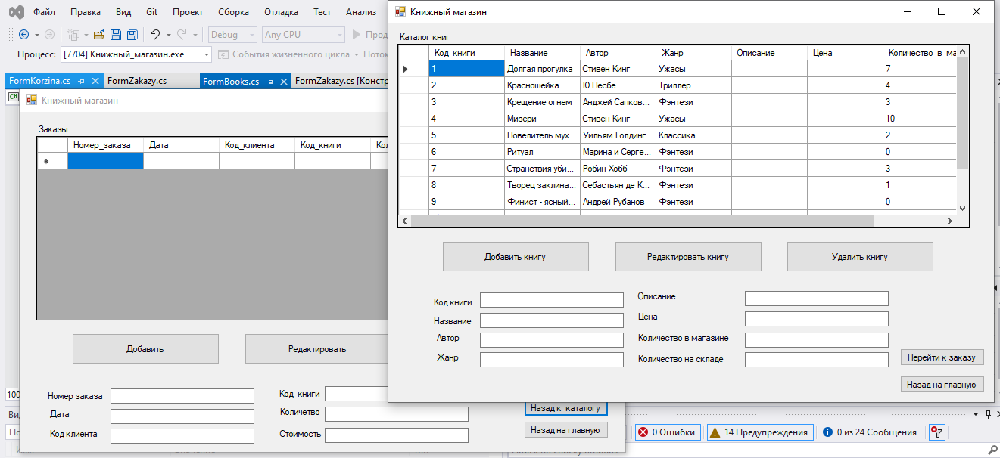 Файл Правка Вид Git Проект Сборка Отладка Тест Анализ
Debug Any CPU Прод
Процесс: [7704] Книжный_магазин.exe События жизненного цикла Поток
FormKorzina.cs FormZakazy.cs FormBooks.cs FormZakazy.cs [Констр
C#
Книжный магазин
Заказы
Номер_заказа Дата Код_клиента Код_книги Кол
Добавить Редактировать
Номер заказа
Дата
Код клиента
Код_книги
Количетво
Стоимость
Назад к каталогу
Назад на главную
Книжный магазин
Каталог книг
Код_книги Название Автор Жанр Описание Цена Количество_в_ма
1 Долгая прогулка Стивен Кинг Ужасы 7
2 Красношейка Ю Несбе Триллер 4
3 Крещение огнем Анджей Сапков... Фэнтези 3
4 Мизери Стивен Кинг Ужасы 10
5 Повелитель мух Уильям Голдинг Классика 2
6 Ритуал Марина и Серге... Фэнтези 0
7 Странствия уби... Робин Хобб Фэнтези 3
8 Творец заклина... Себастьян де К... Фэнтези 1
9 Финист - ясный... Андрей Рубанов Фэнтези 0
Добавить книгу Редактировать книгу Удалить книгу
Код книги
Название
Автор
Жанр
Описание
Цена
Количество в магазине
Количество на складе
Перейти к заказу
Назад на главную
100
Ви
По
0 Ошибки 14 Предупреждения 0 из 24 Сообщения